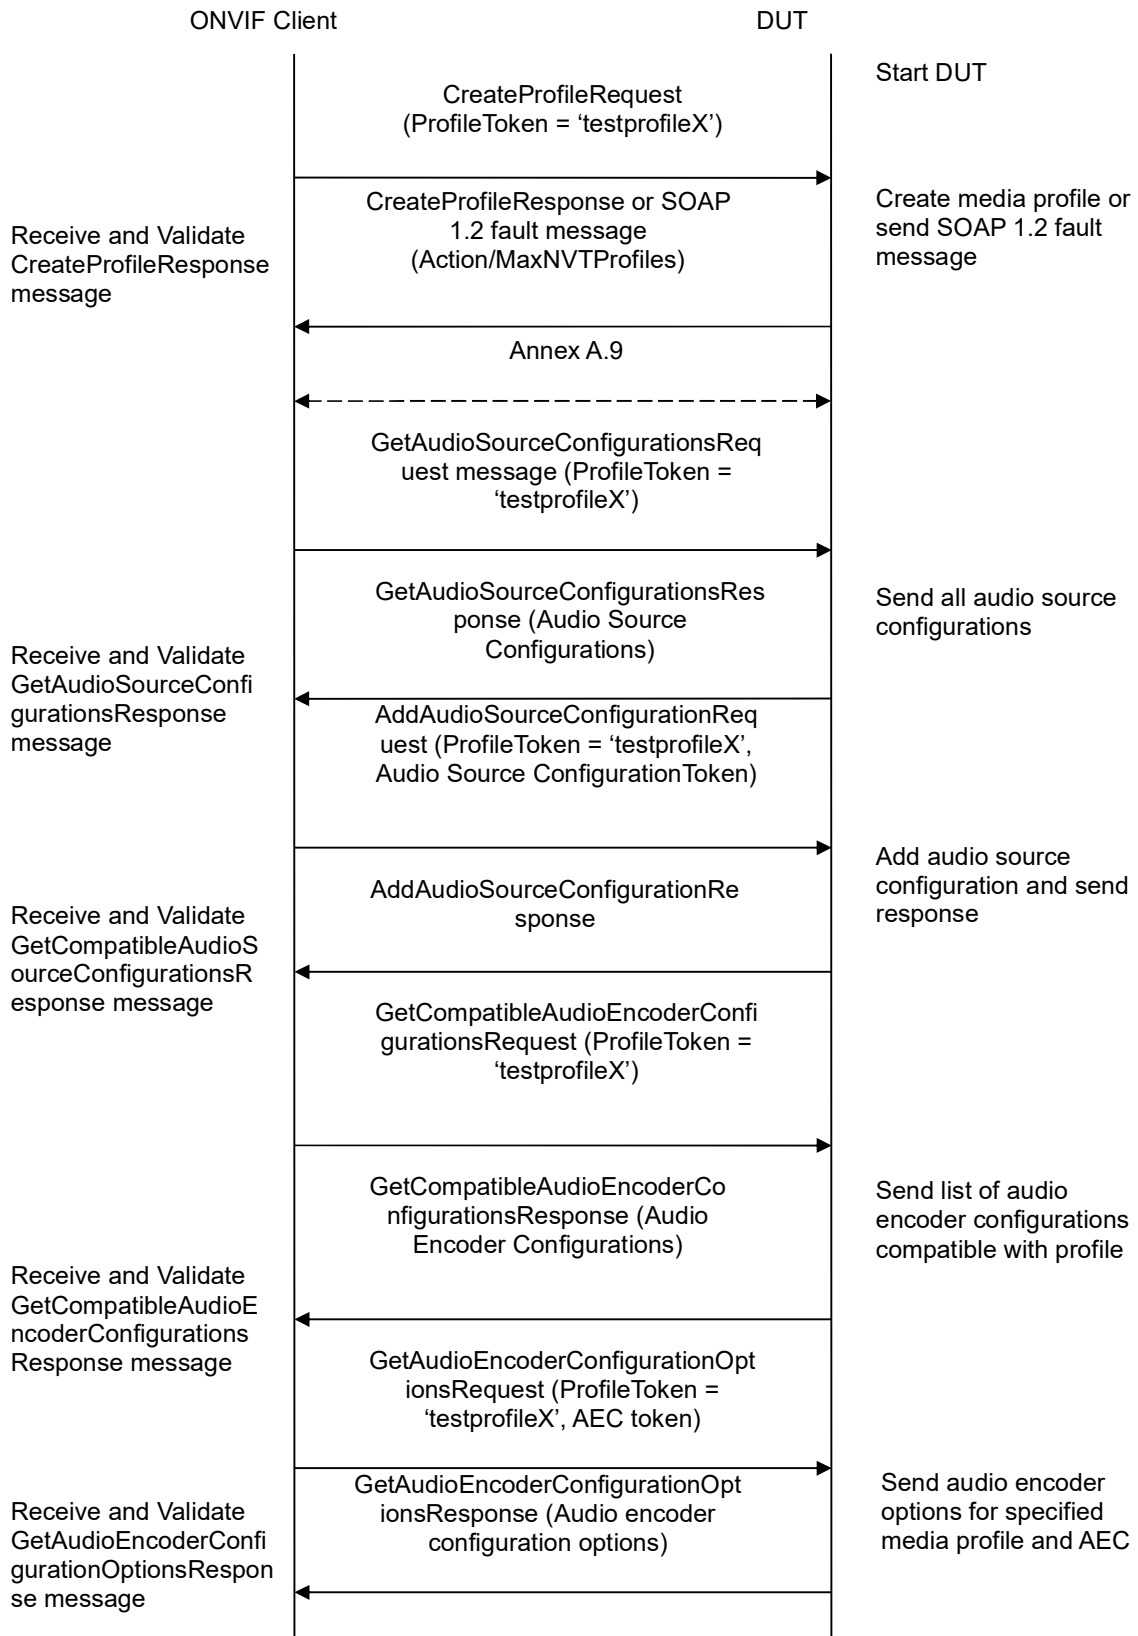 ONVIF Client
DUT
Start DUT
CreateProfileRequest
(ProfileToken = ‘testprofileX’)
CreateProfileResponse or SOAP
1.2 fault message
(Action/MaxNVTProfiles)
Create media profile or
send SOAP 1.2 fault
message
Receive and Validate
CreateProfileResponse
message
Annex A.9
GetAudioSourceConfigurationsReq
uest message (ProfileToken =
‘testprofileX’)
GetAudioSourceConfigurationsRes
ponse (Audio Source
Configurations)
Send all audio source
configurations
Receive and Validate
GetAudioSourceConfi
gurationsResponse
message
AddAudioSourceConfigurationReq
uest (ProfileToken = ‘testprofileX’,
Audio Source ConfigurationToken)
Add audio source
configuration and send
response
AddAudioSourceConfigurationRe
sponse
Receive and Validate
GetCompatibleAudioS
ourceConfigurationsR
esponse message
GetCompatibleAudioEncoderConfi
gurationsRequest (ProfileToken =
‘testprofileX’)
GetCompatibleAudioEncoderCo
nfigurationsResponse (Audio
Encoder Configurations)
Send list of audio
encoder configurations
compatible with profile
Receive and Validate
GetCompatibleAudioE
ncoderConfigurations
Response message
GetAudioEncoderConfigurationOpt
ionsRequest (ProfileToken =
‘testprofileX’, AEC token)
GetAudioEncoderConfigurationOpt
ionsResponse (Audio encoder
configuration options)
Send audio encoder
options for specified
media profile and AEC
Receive and Validate
GetAudioEncoderConfi
gurationOptionsRespon
se message